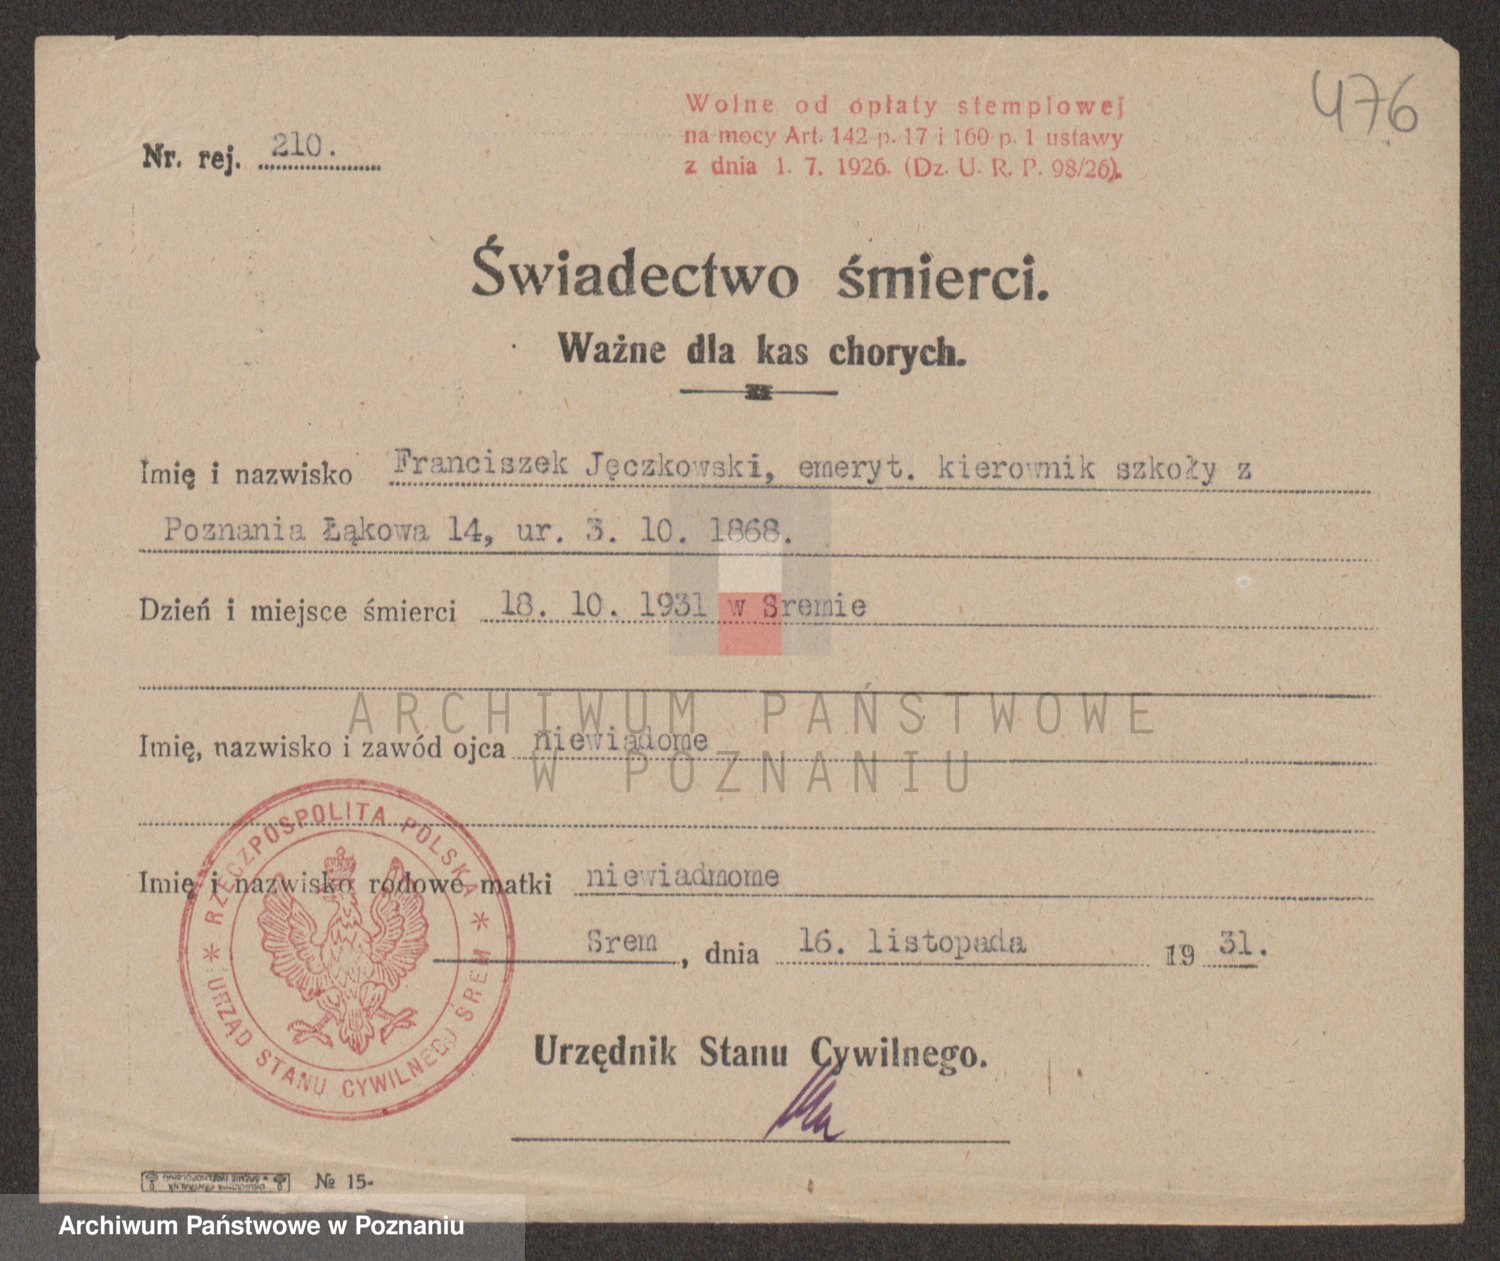 476
Wolne od opłaty stemplowej
na mocy Art. 142 p. 17 i 160 p. 1 ustawy
z dnia 1. 7. 1926. (Dz. U. R. P. 98/26).
Nr. rej. 210.
Świadectwo śmierci.
Ważne dla kas chorych.
Imię i nazwisko Franciszek Jęczkowski, emeryt. kierownik szkoły z
Poznania Łąkowa 14, ur. 3. 10. 1868.
Dzień i miejsce śmierci 18. 10. 1931 w Sremie
ARCHIWUM PAŃSTWOWE
W POZNANIU
Imię, nazwisko i zawód ojca niewiadome
Imię i nazwisko rodowe matki niewiadmome
Srem, dnia 16. listopada 1931.
RZECZPOSPOLITA POLSKA
* URZĄD STANU CYWILNEGO ŚREM *
Urzędnik Stanu Cywilnego.
№ 15-
Archiwum Państwowe w Poznaniu